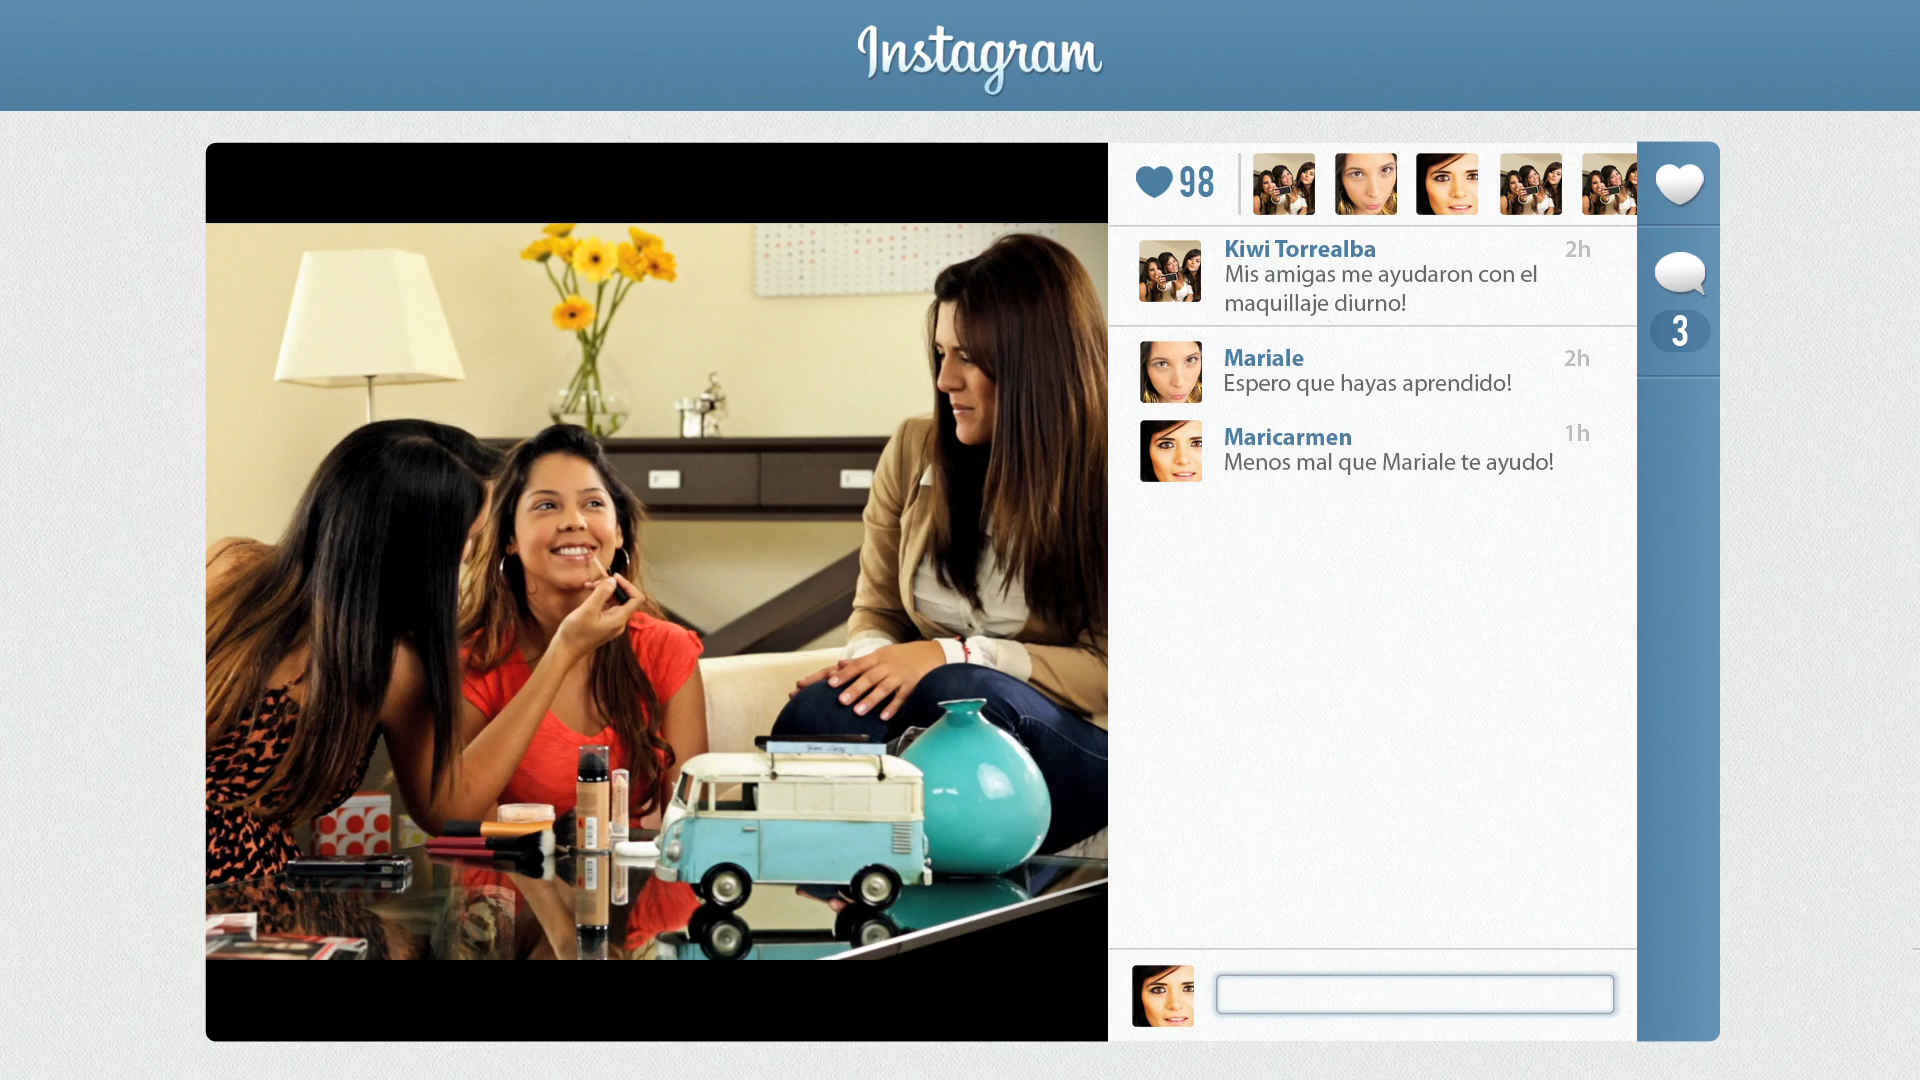 Instagram
98
Kiwi Torrealba 2h
Mis amigas me ayudaron con el
maquillaje diurno!
3
Mariale 2h
Espero que hayas aprendido!
Maricarmen 1h
Menos mal que Mariale te ayudo!